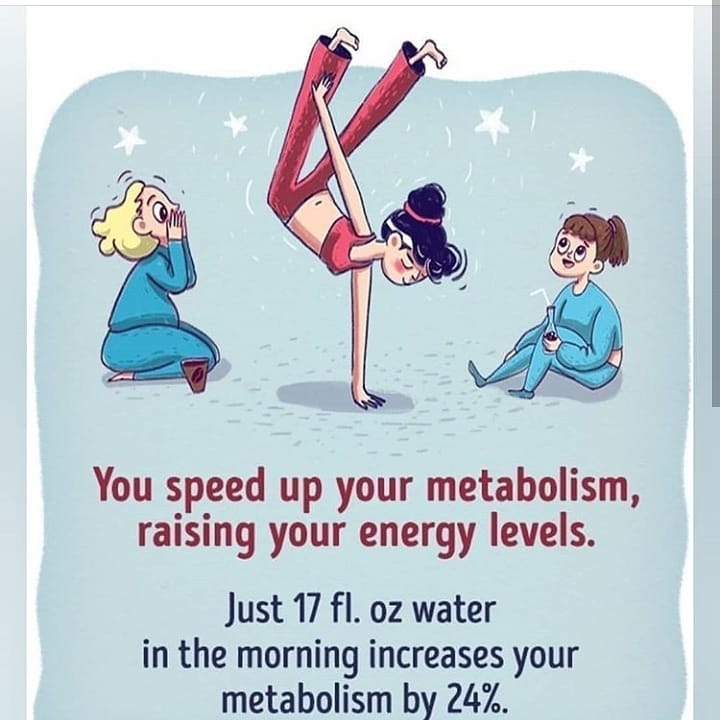 You speed up your metabolism,
raising your energy levels.
Just 17 fl. oz water
in the morning increases your
metabolism by 24%.